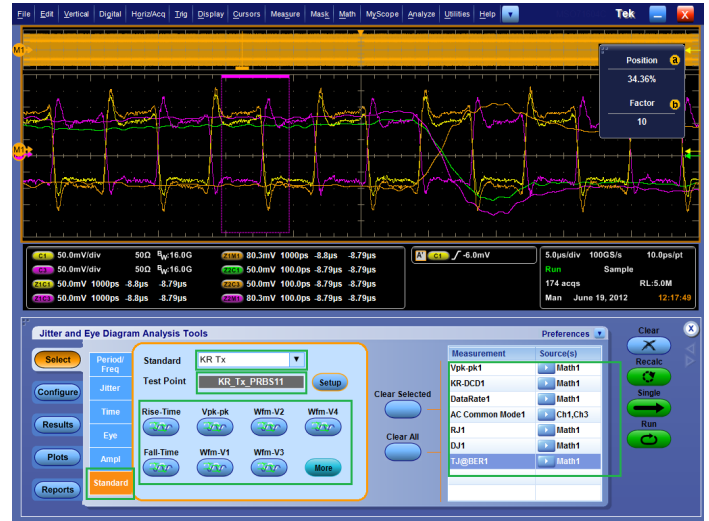 File Edit Vertical Digital Horiz/Acq Trig Display Cursors Measure Mask Math MyScope Analyze Utilities Help Tek X
M1
Position a
34.36%
Factor b
10
M1
C1 50.0mV/div 50Ω BW:16.0G Z1M1 80.3mV 1000ps -8.8µs -8.79µs A' C1 -6.0mV 5.0µs/div 100GS/s 10.0ps/pt
C3 50.0mV/div 50Ω BW:16.0G Z2C1 50.0mV 100.0ps -8.79µs -8.79µs Run Sample
Z1C1 50.0mV 1000ps -8.8µs -8.79µs Z2C3 50.0mV 100.0ps -8.79µs -8.79µs 174 acqs RL:5.0M
Z1C3 50.0mV 1000ps -8.8µs -8.79µs Z2M1 80.3mV 100.0ps -8.79µs -8.79µs Man June 19, 2012 12:17:49
Jitter and Eye Diagram Analysis Tools Preferences Clear X
Select Period/Freq Standard KR Tx Measurement Source(s)
Test Point KR_Tx_PRBS11 Setup Vpk-pk1 Math1 Recalc
Configure Jitter Clear Selected KR-DCD1 Math1
Time Rise-Time Vpk-pk Wfm-V2 Wfm-V4 DataRate1 Math1 Single
Results AC Common Mode1 Ch1,Ch3
Eye Clear All RJ1 Math1 Run
Plots Ampl Fall-Time Wfm-V1 Wfm-V3 DJ1 Math1
More TJ@BER1 Math1
Reports Standard